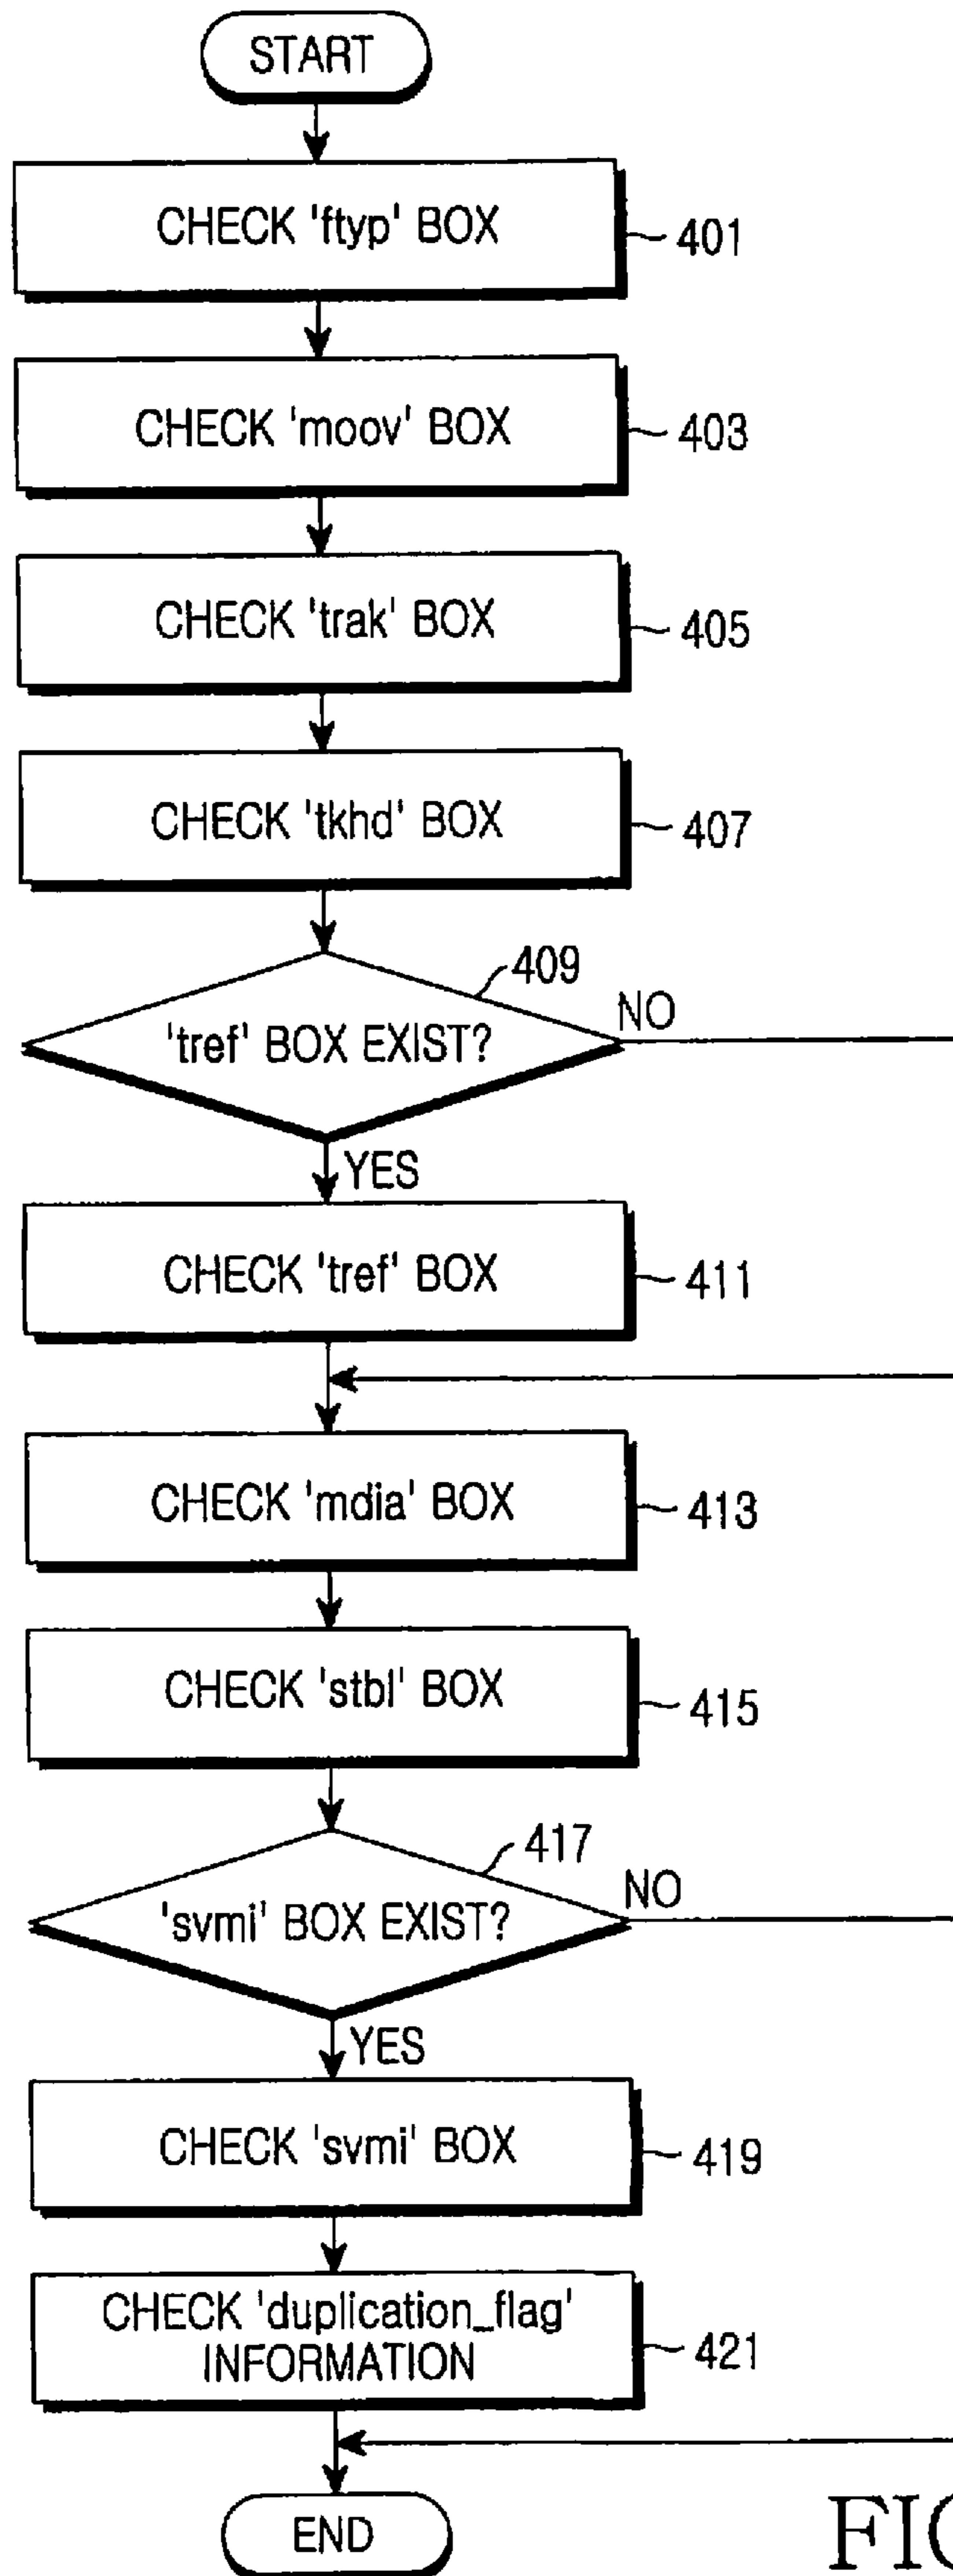 START
CHECK 'ftyp' BOX
401
CHECK 'moov' BOX
403
CHECK 'trak' BOX
405
CHECK 'tkhd' BOX
407
409
NO
'tref' BOX EXIST?
YES
CHECK 'tref' BOX
411
CHECK 'mdia' BOX
413
CHECK 'stbl' BOX
415
417
NO
'svmi' BOX EXIST?
YES
CHECK 'svmi' BOX
419
CHECK 'duplication_flag'
INFORMATION
421
END